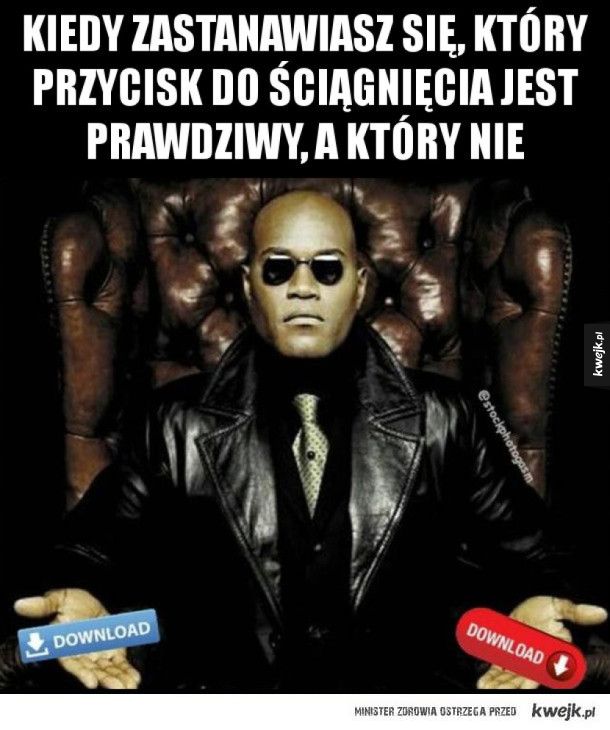 KIEDY ZASTANAWIASZ SIĘ, KTÓRY
PRZYCISK DO ŚCIĄGNIĘCIA JEST
PRAWDZIWY, A KTÓRY NIE
kwejk.pl
@stockphotogasm
DOWNLOAD
DOWNLOAD
MINISTER ZDROWIA OSTRZEGA PRZED kwejk.pl